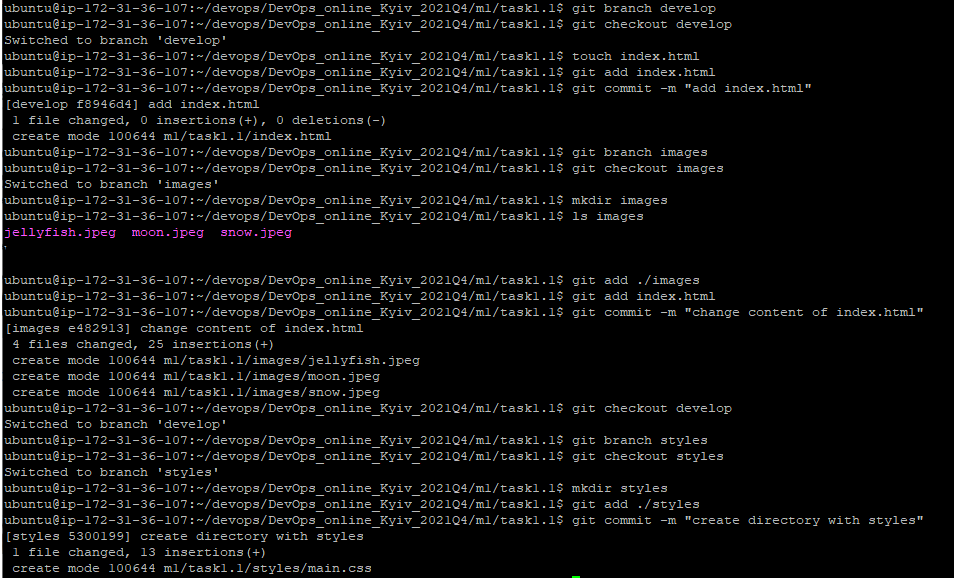 ubuntu@ip-172-31-36-107:~/devops/DevOps_online_Kyiv_2021Q4/m1/task1.1$ git branch develop
ubuntu@ip-172-31-36-107:~/devops/DevOps_online_Kyiv_2021Q4/m1/task1.1$ git checkout develop
Switched to branch 'develop'
ubuntu@ip-172-31-36-107:~/devops/DevOps_online_Kyiv_2021Q4/m1/task1.1$ touch index.html
ubuntu@ip-172-31-36-107:~/devops/DevOps_online_Kyiv_2021Q4/m1/task1.1$ git add index.html
ubuntu@ip-172-31-36-107:~/devops/DevOps_online_Kyiv_2021Q4/m1/task1.1$ git commit -m "add index.html"
[develop f8946d4] add index.html
 1 file changed, 0 insertions(+), 0 deletions(-)
 create mode 100644 m1/task1.1/index.html
ubuntu@ip-172-31-36-107:~/devops/DevOps_online_Kyiv_2021Q4/m1/task1.1$ git branch images
ubuntu@ip-172-31-36-107:~/devops/DevOps_online_Kyiv_2021Q4/m1/task1.1$ git checkout images
Switched to branch 'images'
ubuntu@ip-172-31-36-107:~/devops/DevOps_online_Kyiv_2021Q4/m1/task1.1$ mkdir images
ubuntu@ip-172-31-36-107:~/devops/DevOps_online_Kyiv_2021Q4/m1/task1.1$ ls images
jellyfish.jpeg  moon.jpeg  snow.jpeg
ubuntu@ip-172-31-36-107:~/devops/DevOps_online_Kyiv_2021Q4/m1/task1.1$ git add ./images
ubuntu@ip-172-31-36-107:~/devops/DevOps_online_Kyiv_2021Q4/m1/task1.1$ git add index.html
ubuntu@ip-172-31-36-107:~/devops/DevOps_online_Kyiv_2021Q4/m1/task1.1$ git commit -m "change content of index.html"
[images e482913] change content of index.html
 4 files changed, 25 insertions(+)
 create mode 100644 m1/task1.1/images/jellyfish.jpeg
 create mode 100644 m1/task1.1/images/moon.jpeg
 create mode 100644 m1/task1.1/images/snow.jpeg
ubuntu@ip-172-31-36-107:~/devops/DevOps_online_Kyiv_2021Q4/m1/task1.1$ git checkout develop
Switched to branch 'develop'
ubuntu@ip-172-31-36-107:~/devops/DevOps_online_Kyiv_2021Q4/m1/task1.1$ git branch styles
ubuntu@ip-172-31-36-107:~/devops/DevOps_online_Kyiv_2021Q4/m1/task1.1$ git checkout styles
Switched to branch 'styles'
ubuntu@ip-172-31-36-107:~/devops/DevOps_online_Kyiv_2021Q4/m1/task1.1$ mkdir styles
ubuntu@ip-172-31-36-107:~/devops/DevOps_online_Kyiv_2021Q4/m1/task1.1$ git add ./styles
ubuntu@ip-172-31-36-107:~/devops/DevOps_online_Kyiv_2021Q4/m1/task1.1$ git commit -m "create directory with styles"
[styles 5300199] create directory with styles
 1 file changed, 13 insertions(+)
 create mode 100644 m1/task1.1/styles/main.css